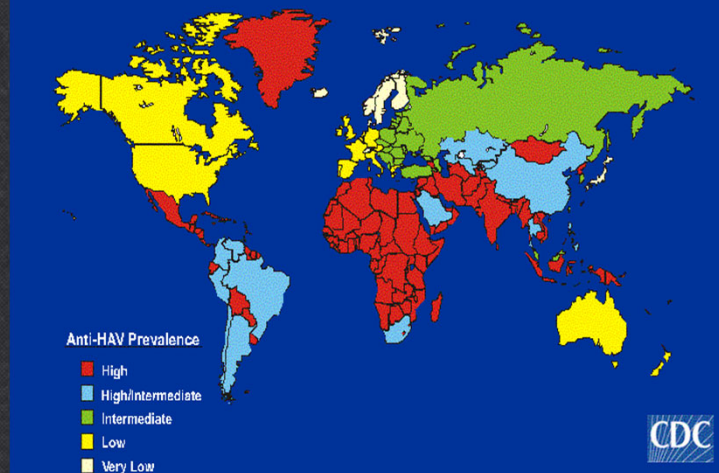 Anti-HAV Prevalence
High
High/Intermediate
Intermediate
Low
Very Low
CDC